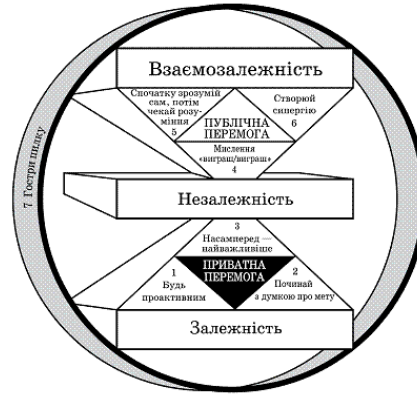 Взаємозалежність
Спочатку зрозумій
сам, потім
чекай розу-
міння
5
ПУБЛІЧНА
ПЕРЕМОГА
Створюй
синергію
6
Мислення
«виграш/виграш»
4
7 Гостри пилку
Незалежність
3
Насамперед —
найважливіше
1
Будь
проактивним
ПРИВАТНА
ПЕРЕМОГА
2
Починай
з думкою про мету
Залежність